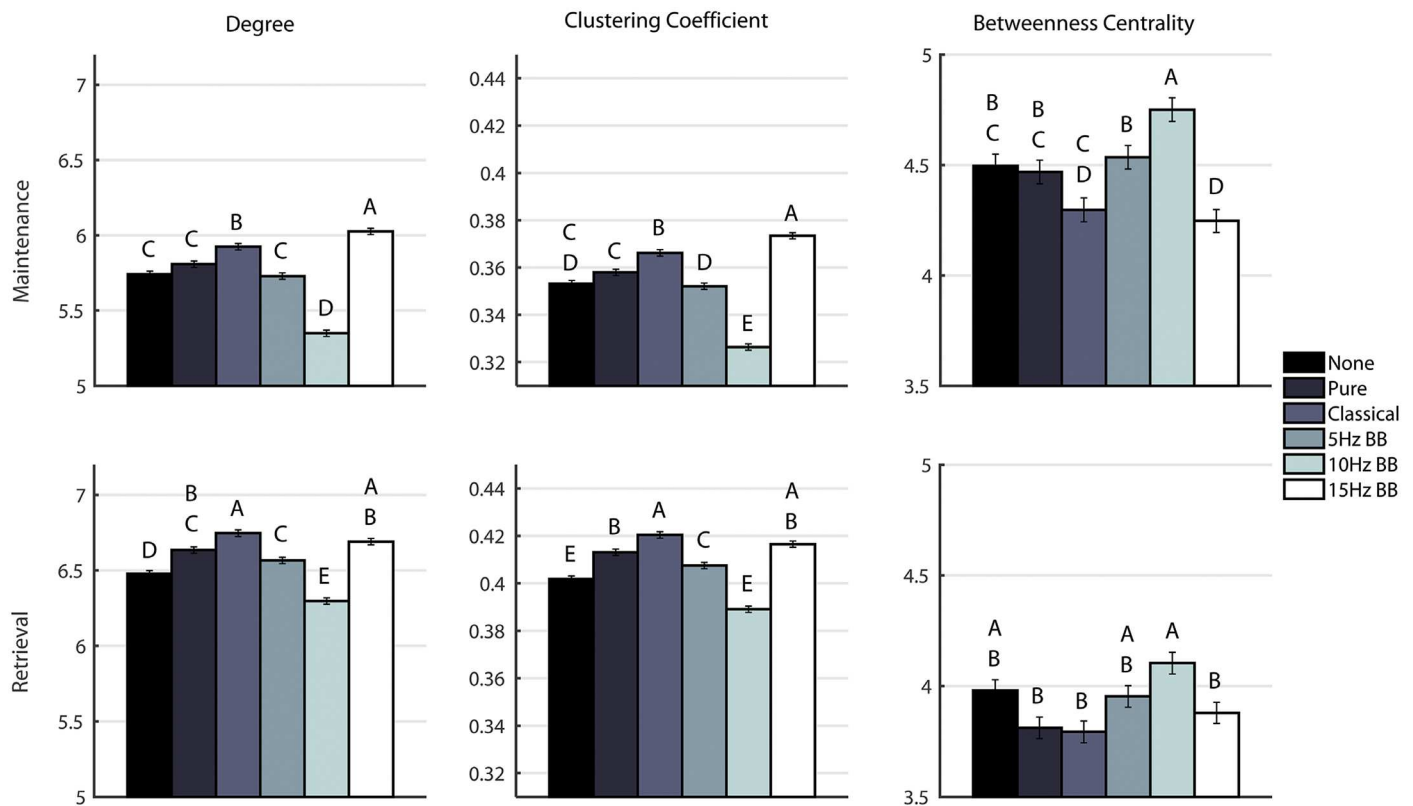 Degree
Clustering Coefficient
Betweenness Centrality
Maintenance
7
6.5
6
5.5
5
C
C
B
C
D
A
0.44
0.42
0.4
0.38
0.36
0.34
0.32
C
D
C
B
D
E
A
5
4.5
4
3.5
B
C
B
C
C
D
B
A
D
None
Pure
Classical
5Hz BB
10Hz BB
15Hz BB
Retrieval
7
6.5
6
5.5
5
D
B
C
A
C
E
A
B
0.44
0.42
0.4
0.38
0.36
0.34
0.32
E
B
A
C
E
A
B
5
4.5
4
3.5
A
B
B
B
A
B
A
B